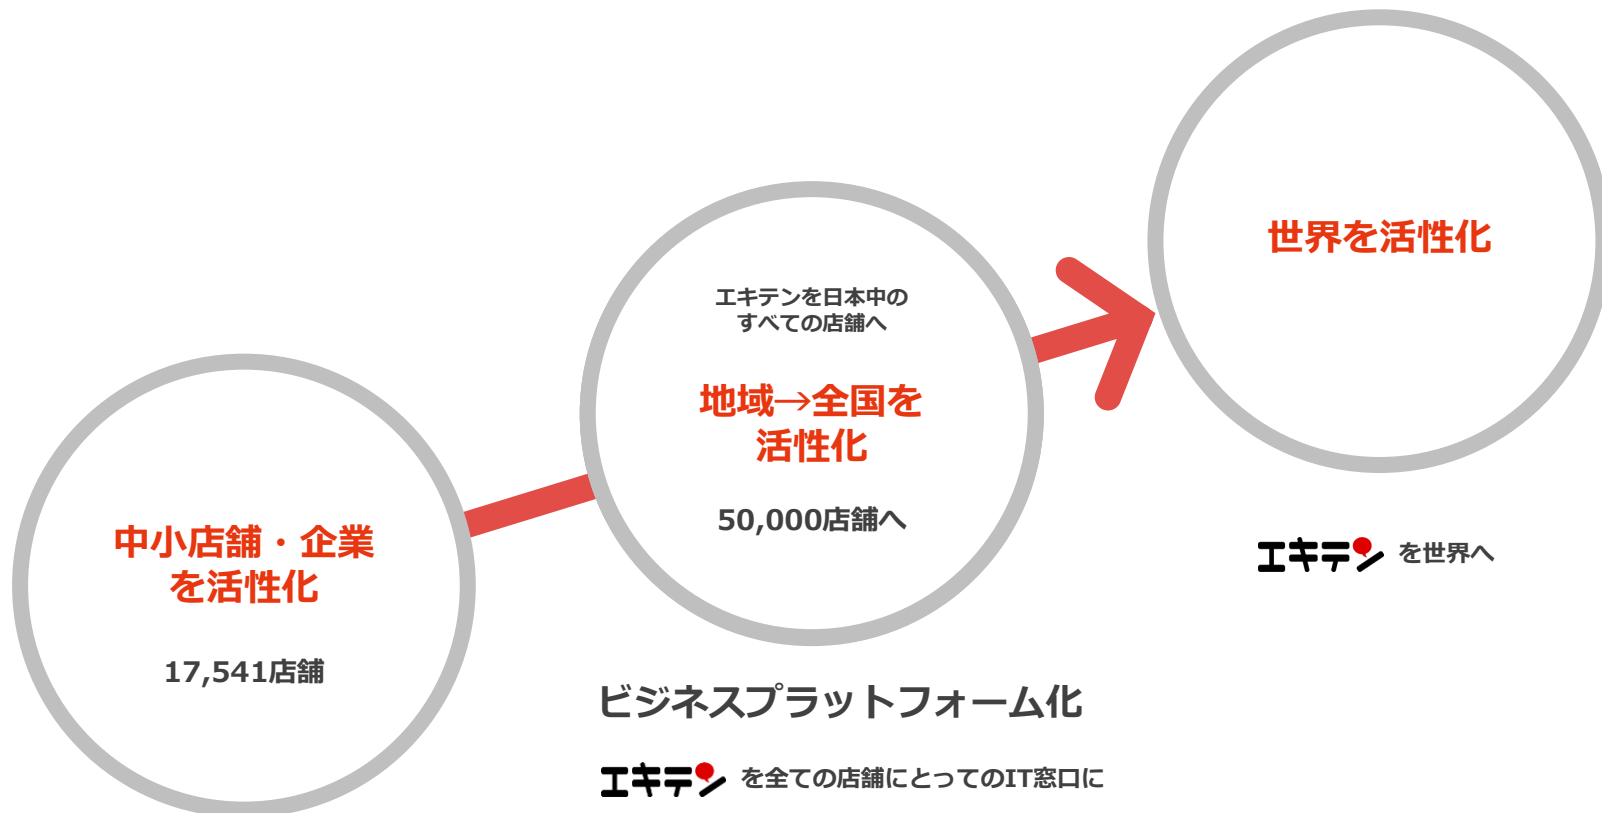 中小店舗・企業
を活性化
17,541店舗
エキテンを日本中の
すべての店舗へ
地域→全国を
活性化
50,000店舗へ
ビジネスプラットフォーム化
エキテン を全ての店舗にとってのIT窓口に
世界を活性化
エキテン を世界へ